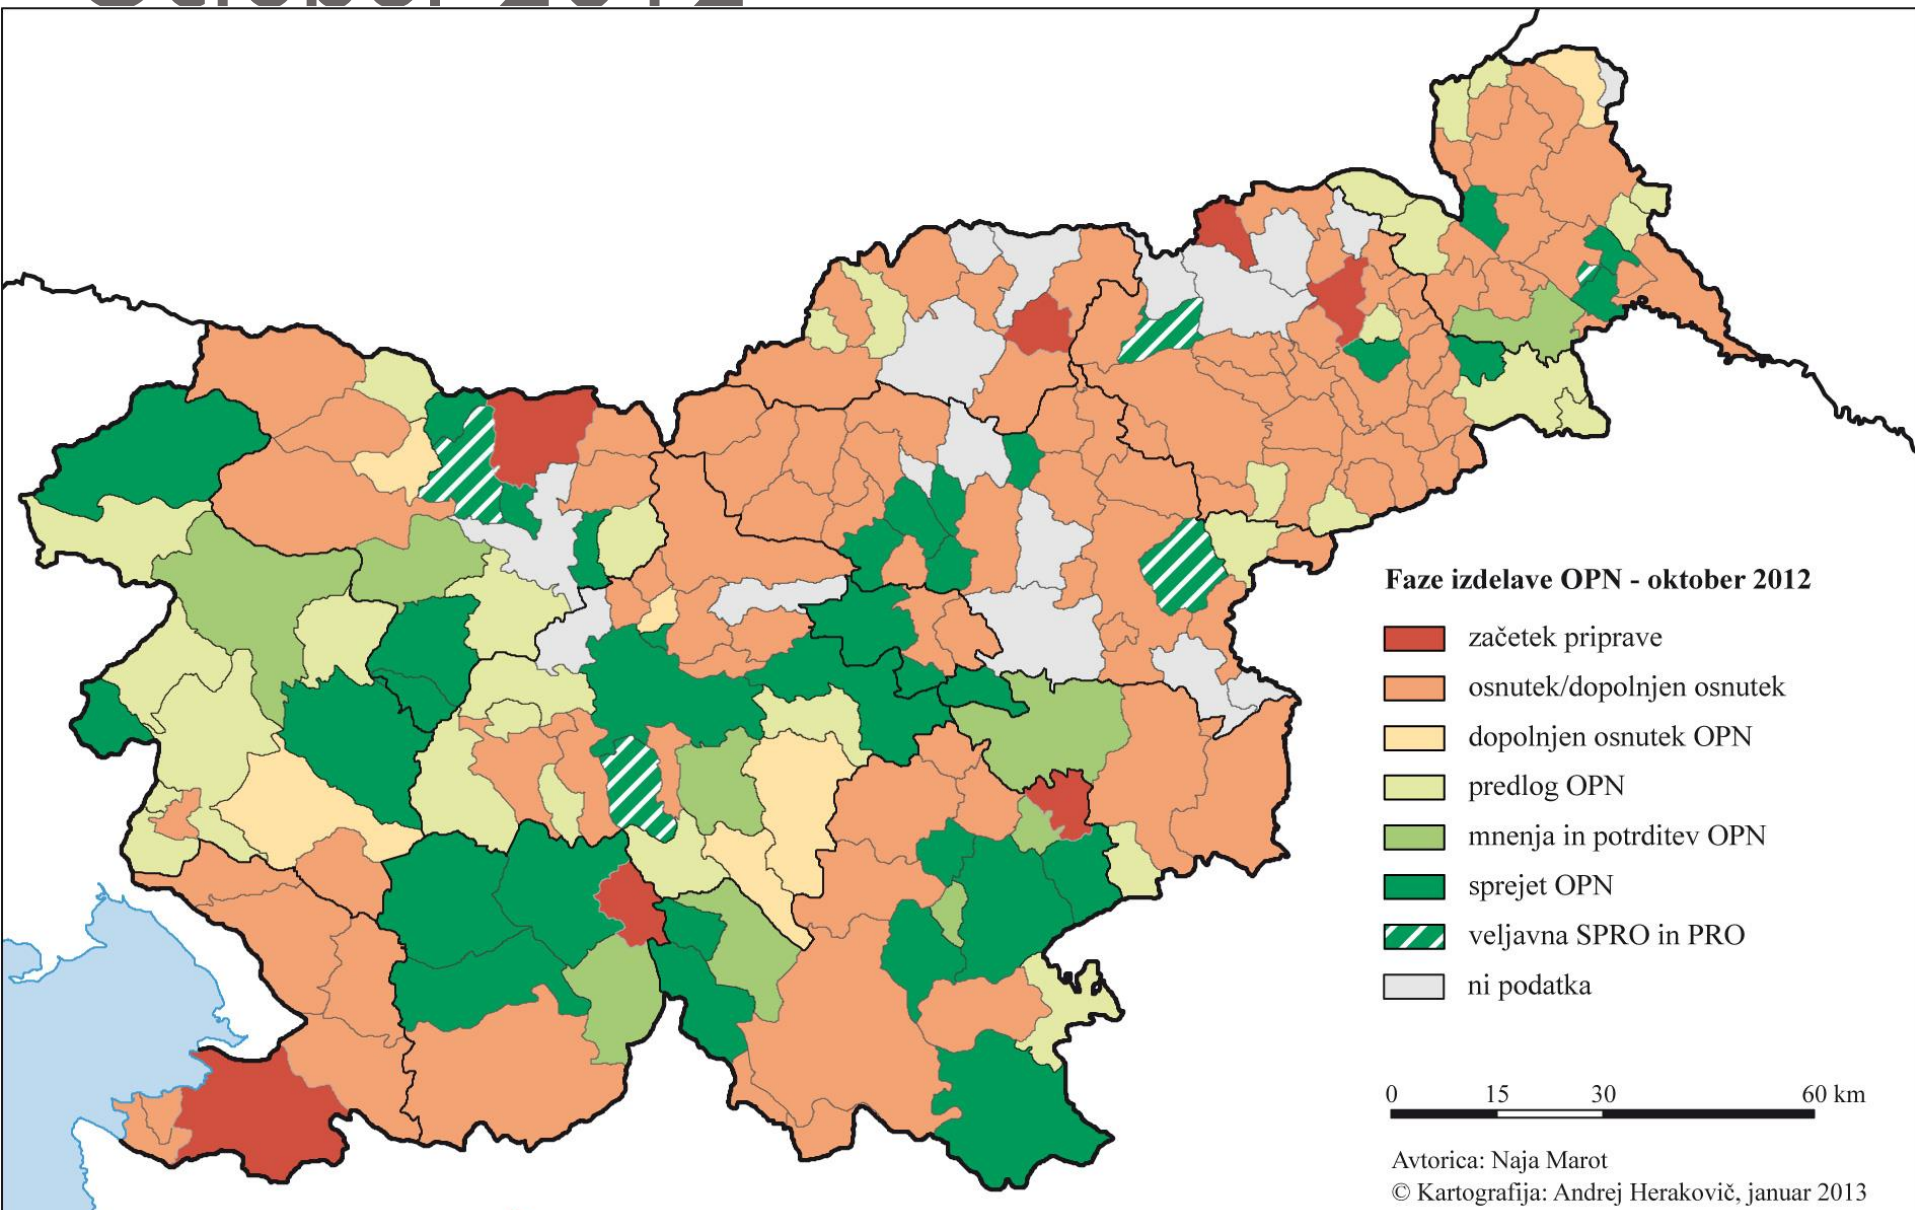 Oktober 2012
Faze izdelave OPN - oktober 2012
začetek priprave
osnutek/dopolnjen osnutek
dopolnjen osnutek OPN
predlog OPN
mnenja in potrditev OPN
sprejet OPN
veljavna SPRO in PRO
ni podatka
0 15 30 60 km
Avtorica: Naja Marot
© Kartografija: Andrej Herakovič, januar 2013